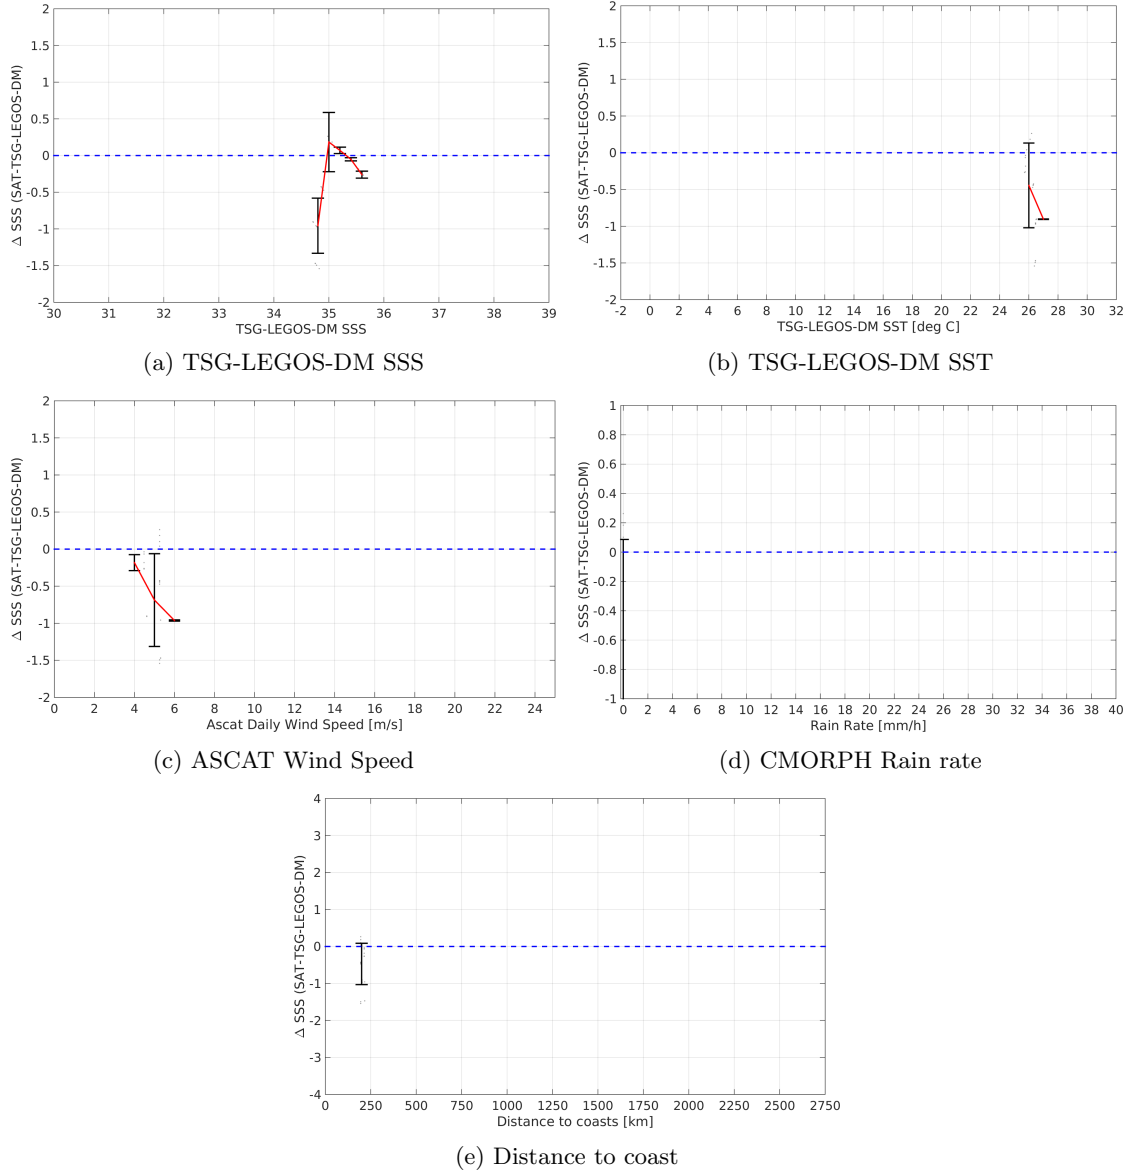 2
1.5
1
0.5
0
-0.5
-1
-1.5
-2
Δ SSS (SAT-TSG-LEGOS-DM)
30 31 32 33 34 35 36 37 38 39
TSG-LEGOS-DM SSS
(a) TSG-LEGOS-DM SSS
2
1.5
1
0.5
0
-0.5
-1
-1.5
-2
Δ SSS (SAT-TSG-LEGOS-DM)
-2 0 2 4 6 8 10 12 14 16 18 20 22 24 26 28 30 32
TSG-LEGOS-DM SST [deg C]
(b) TSG-LEGOS-DM SST
2
1.5
1
0.5
0
-0.5
-1
-1.5
-2
Δ SSS (SAT-TSG-LEGOS-DM)
0 2 4 6 8 10 12 14 16 18 20 22 24
Ascat Daily Wind Speed [m/s]
(c) ASCAT Wind Speed
1
0.8
0.6
0.4
0.2
0
-0.2
-0.4
-0.6
-0.8
-1
Δ SSS (SAT-TSG-LEGOS-DM)
0 2 4 6 8 10 12 14 16 18 20 22 24 26 28 30 32 34 36 38 40
Rain Rate [mm/h]
(d) CMORPH Rain rate
4
3
2
1
0
-1
-2
-3
-4
Δ SSS (SAT-TSG-LEGOS-DM)
0 250 500 750 1000 1250 1500 1750 2000 2250 2500 2750
Distance to coasts [km]
(e) Distance to coast